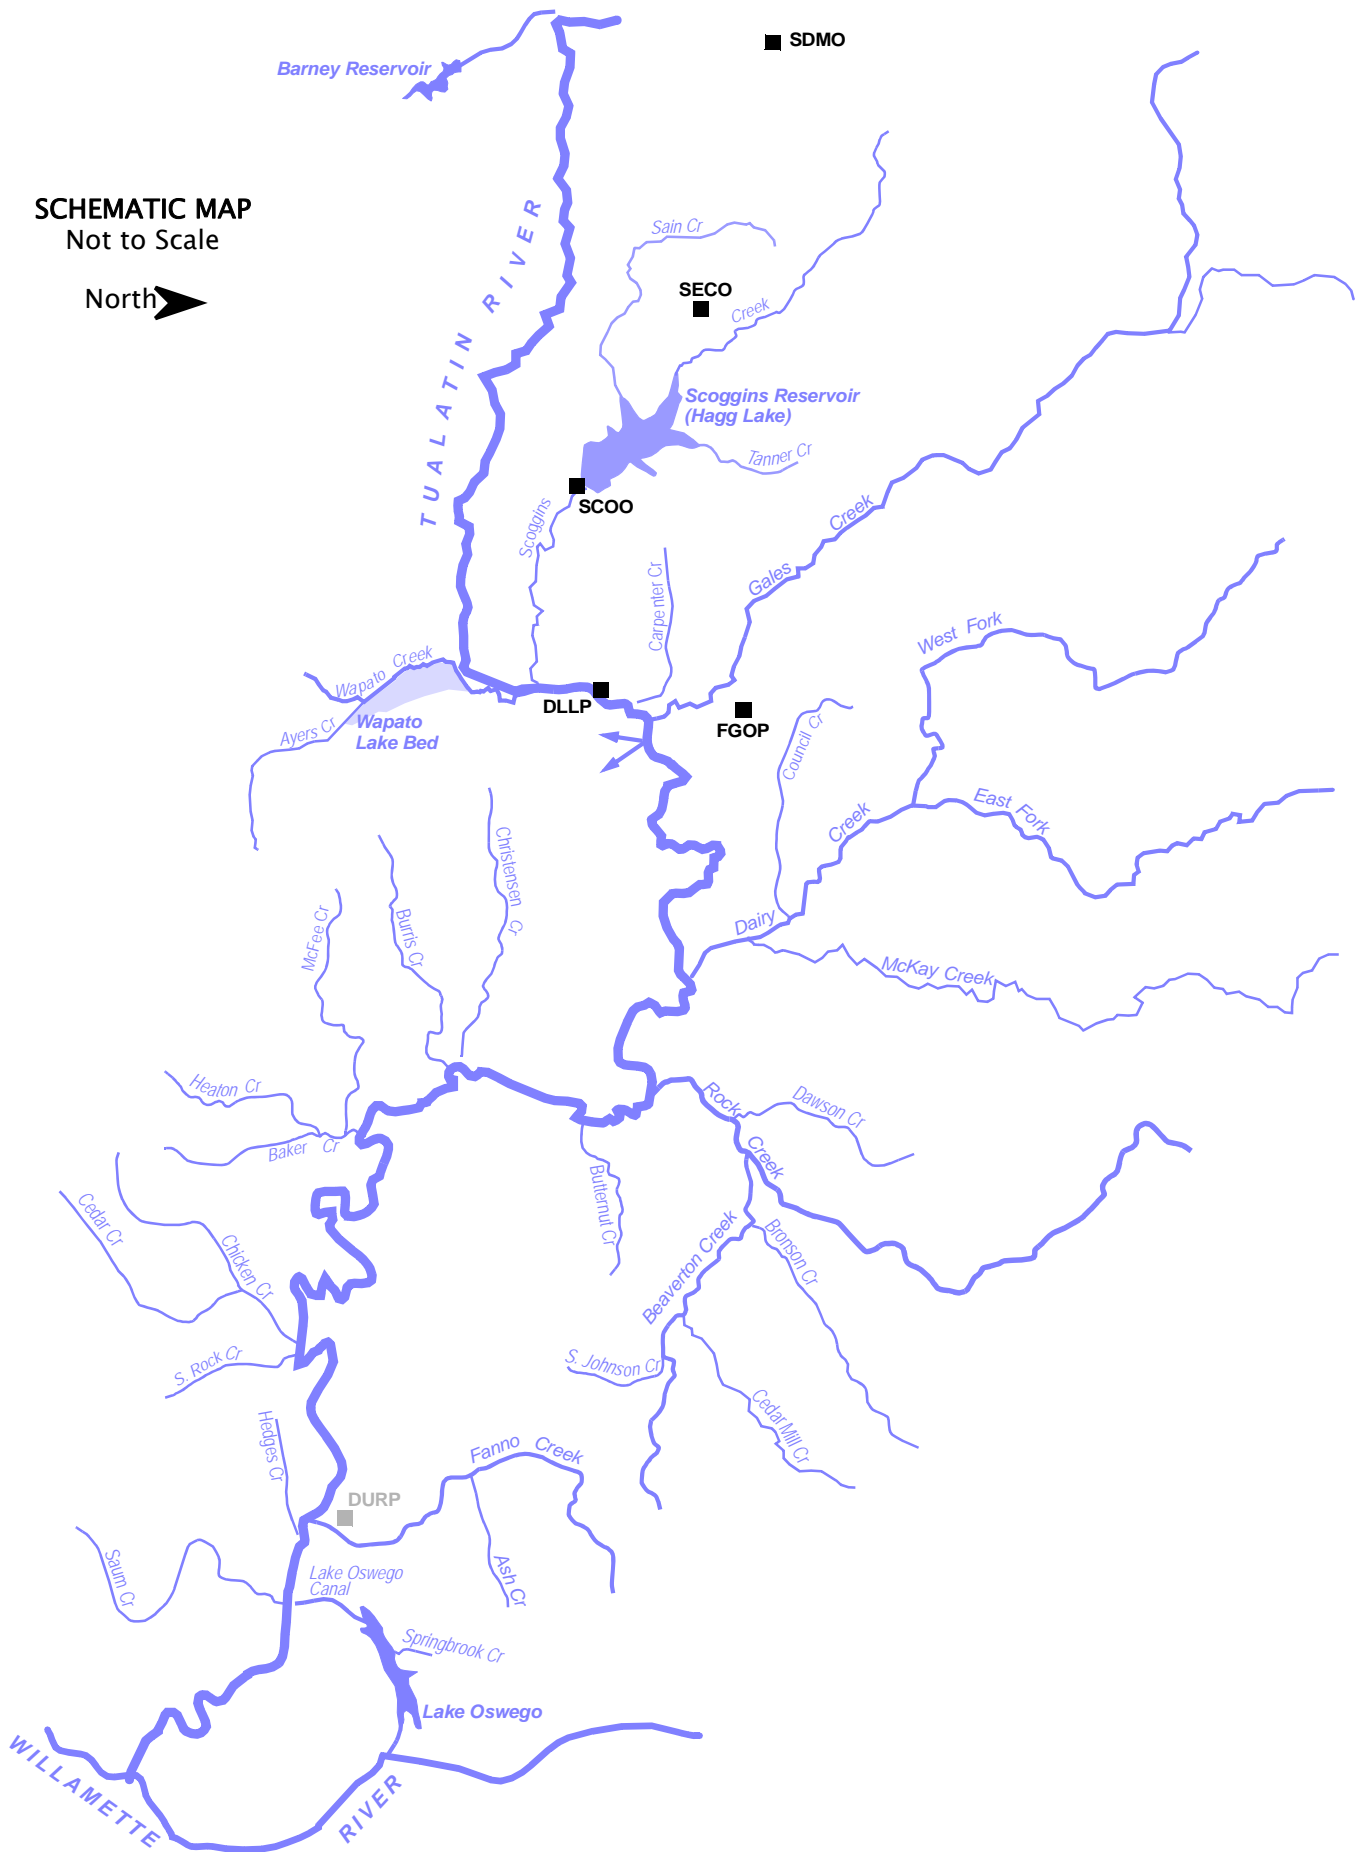 SDMO
Barney Reservoir
SCHEMATIC MAP
Not to Scale
North
TUALATIN RIVER
Sain Cr
SECO
Creek
Scoggins Reservoir
(Hagg Lake)
Tanner Cr
SCOO
Scoggins
Gales Creek
Carpenter Cr
West Fork
Wapato Creek
DLLP
FGOP
Ayers Cr
Wapato
Lake Bed
Council Cr
East Fork
Creek
Dairy
Christensen Cr
Burris Cr
McFee Cr
McKay Creek
Heaton Cr
Baker Cr
Rock
Creek
Dawson Cr
Butternut Cr
Cedar Cr
Chicken Cr
Beaverton Creek
Bronson Cr
S. Rock Cr
S. Johnson Cr
Cedar Mill Cr
Hedges Cr
Fanno Creek
DURP
Ash Cr
Saum Cr
Lake Oswego
Canal
Springbrook Cr
Lake Oswego
WILLAMETTE
RIVER